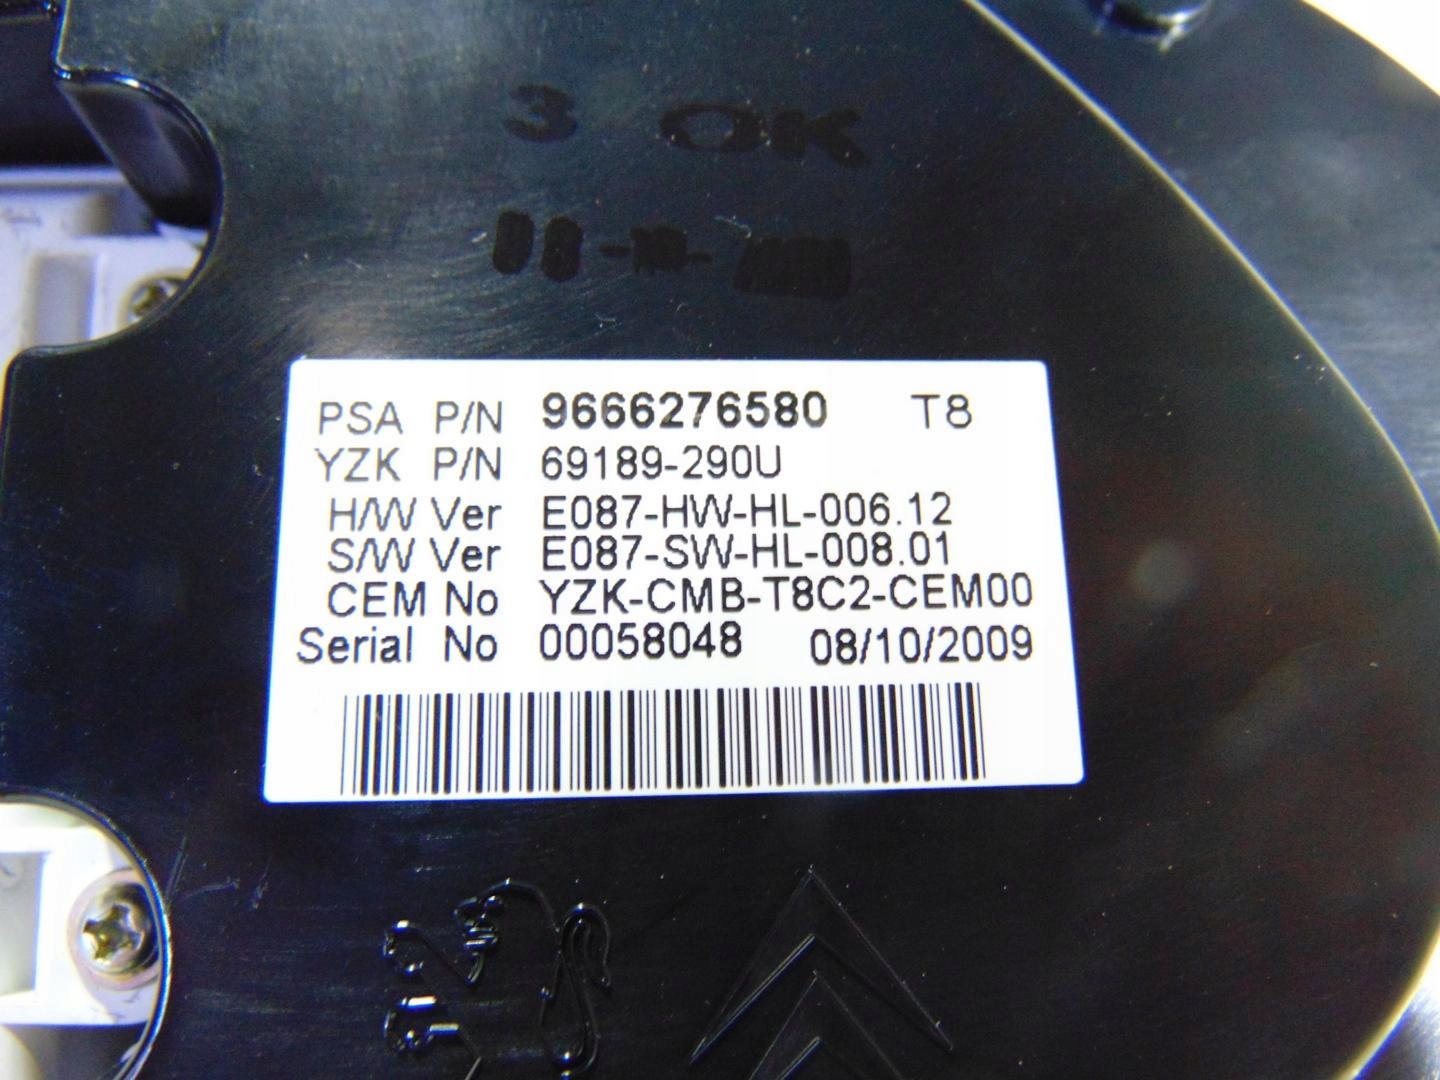 3 OK
PSA P/N 9666276580 T8
YZK P/N 69189-290U
H/W Ver E087-HW-HL-006.12
S/W Ver E087-SW-HL-008.01
CEM No YZK-CMB-T8C2-CEM00
Serial No 00058048 08/10/2009